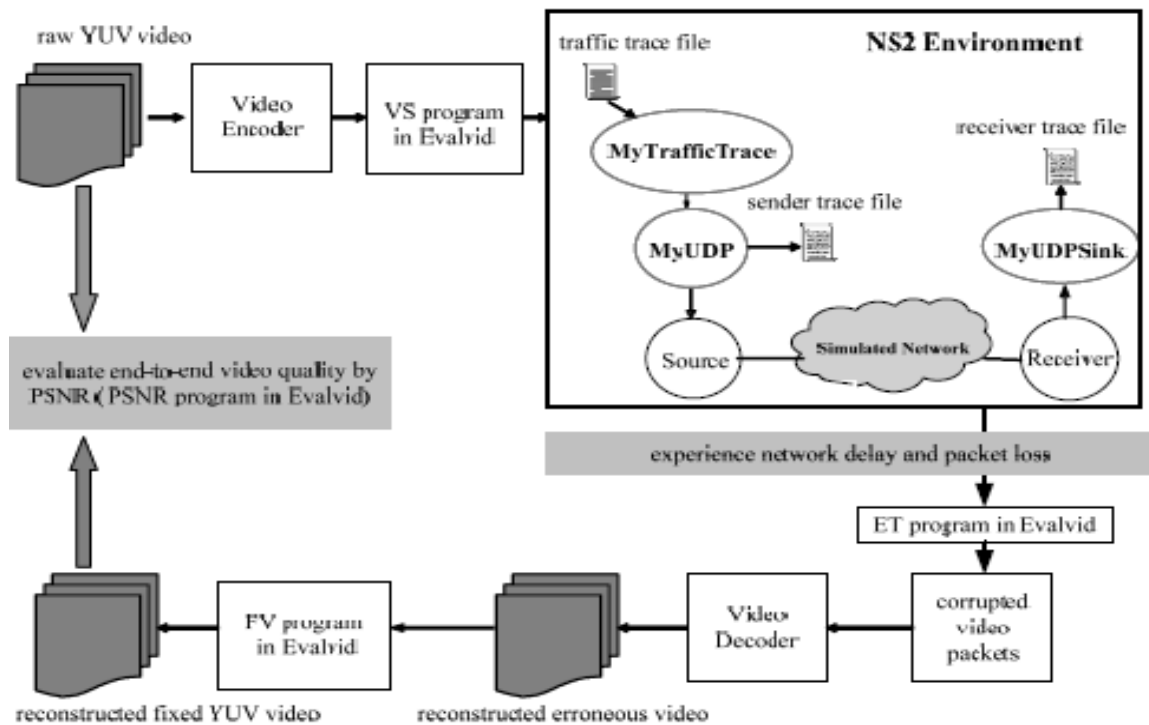 raw YUV video
Video
Encoder
VS program
in Evalvid
traffic trace file
NS2 Environment
MyTrafficTrace
receiver trace file
sender trace file
MyUDP
MyUDPSink
Source
Simulated Network
Receiver
evaluate end-to-end video quality by
PSNR (PSNR program in Evalvid)
experience network delay and packet loss
ET program in Evalvid
corrupted
video
packets
Video
Decoder
FV program
in Evalvid
reconstructed fixed YUV video
reconstructed erroneous video